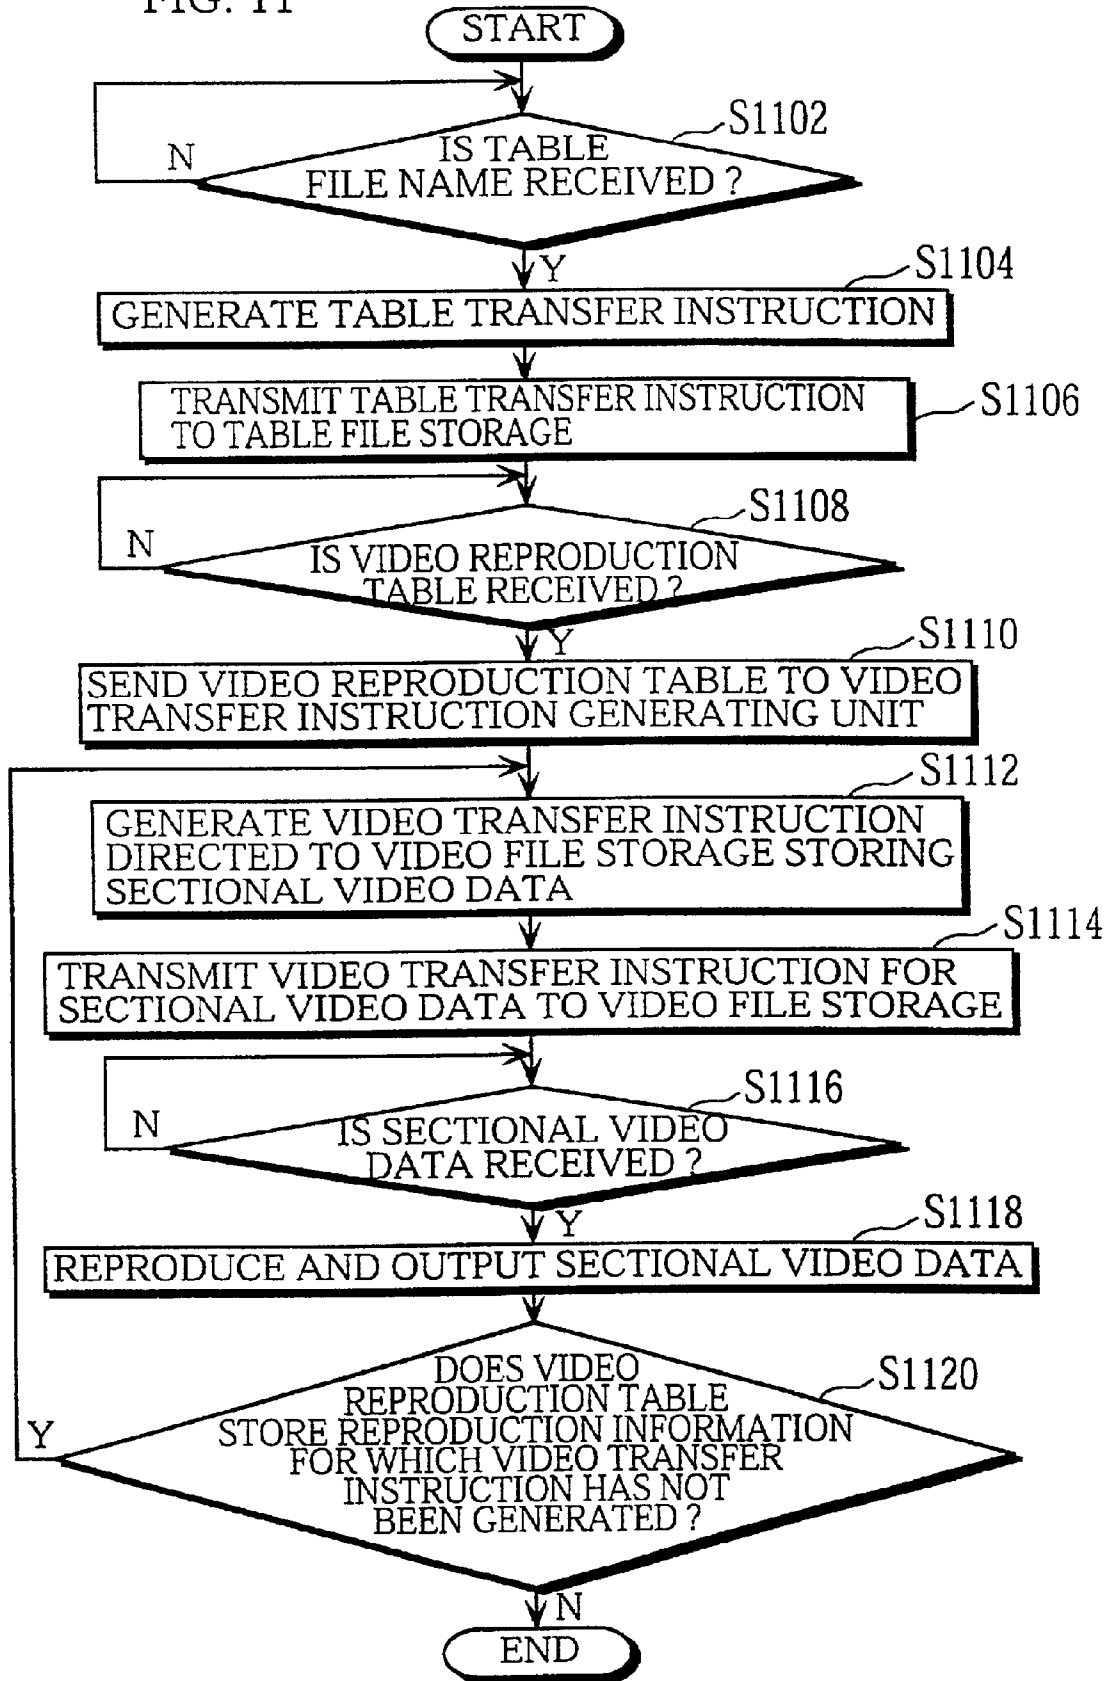 FIG. 11
START
S1102
IS TABLE
FILE NAME RECEIVED ?
N
Y
S1104
GENERATE TABLE TRANSFER INSTRUCTION
TRANSMIT TABLE TRANSFER INSTRUCTION
TO TABLE FILE STORAGE
S1106
S1108
N
IS VIDEO REPRODUCTION
TABLE RECEIVED ?
Y
S1110
SEND VIDEO REPRODUCTION TABLE TO VIDEO
TRANSFER INSTRUCTION GENERATING UNIT
S1112
GENERATE VIDEO TRANSFER INSTRUCTION
DIRECTED TO VIDEO FILE STORAGE STORING
SECTIONAL VIDEO DATA
S1114
TRANSMIT VIDEO TRANSFER INSTRUCTION FOR
SECTIONAL VIDEO DATA TO VIDEO FILE STORAGE
S1116
N
IS SECTIONAL VIDEO
DATA RECEIVED ?
Y
S1118
REPRODUCE AND OUTPUT SECTIONAL VIDEO DATA
S1120
DOES VIDEO
REPRODUCTION TABLE
STORE REPRODUCTION INFORMATION
FOR WHICH VIDEO TRANSFER
INSTRUCTION HAS NOT
BEEN GENERATED ?
Y
N
END